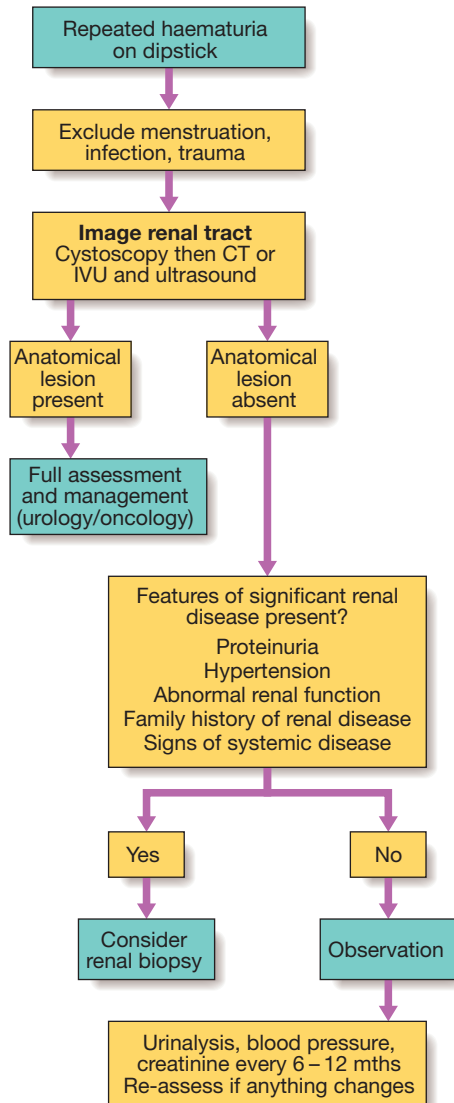 Repeated haematuria
on dipstick
Exclude menstruation,
infection, trauma
Image renal tract
Cystoscopy then CT or
IVU and ultrasound
Anatomical
lesion
present
Anatomical
lesion
absent
Full assessment
and management
(urology/oncology)
Features of significant renal
disease present?
Proteinuria
Hypertension
Abnormal renal function
Family history of renal disease
Signs of systemic disease
Yes
No
Consider
renal biopsy
Observation
Urinalysis, blood pressure,
creatinine every 6 – 12 mths
Re-assess if anything changes